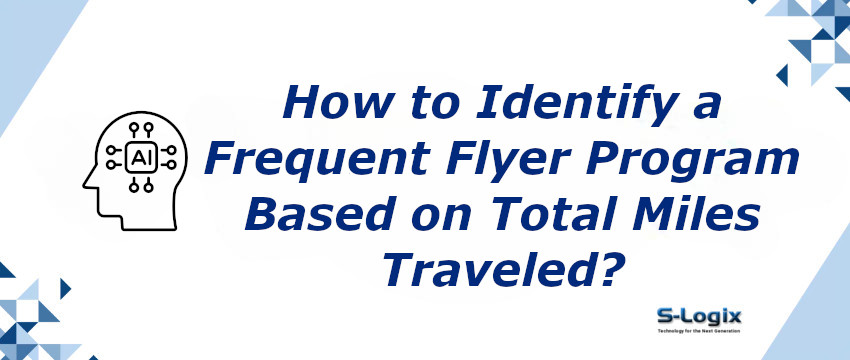 How to Identify a
AI
Frequent Flyer Program
Based on Total Miles
Traveled?
S-Logix
Technology for the Next Generation